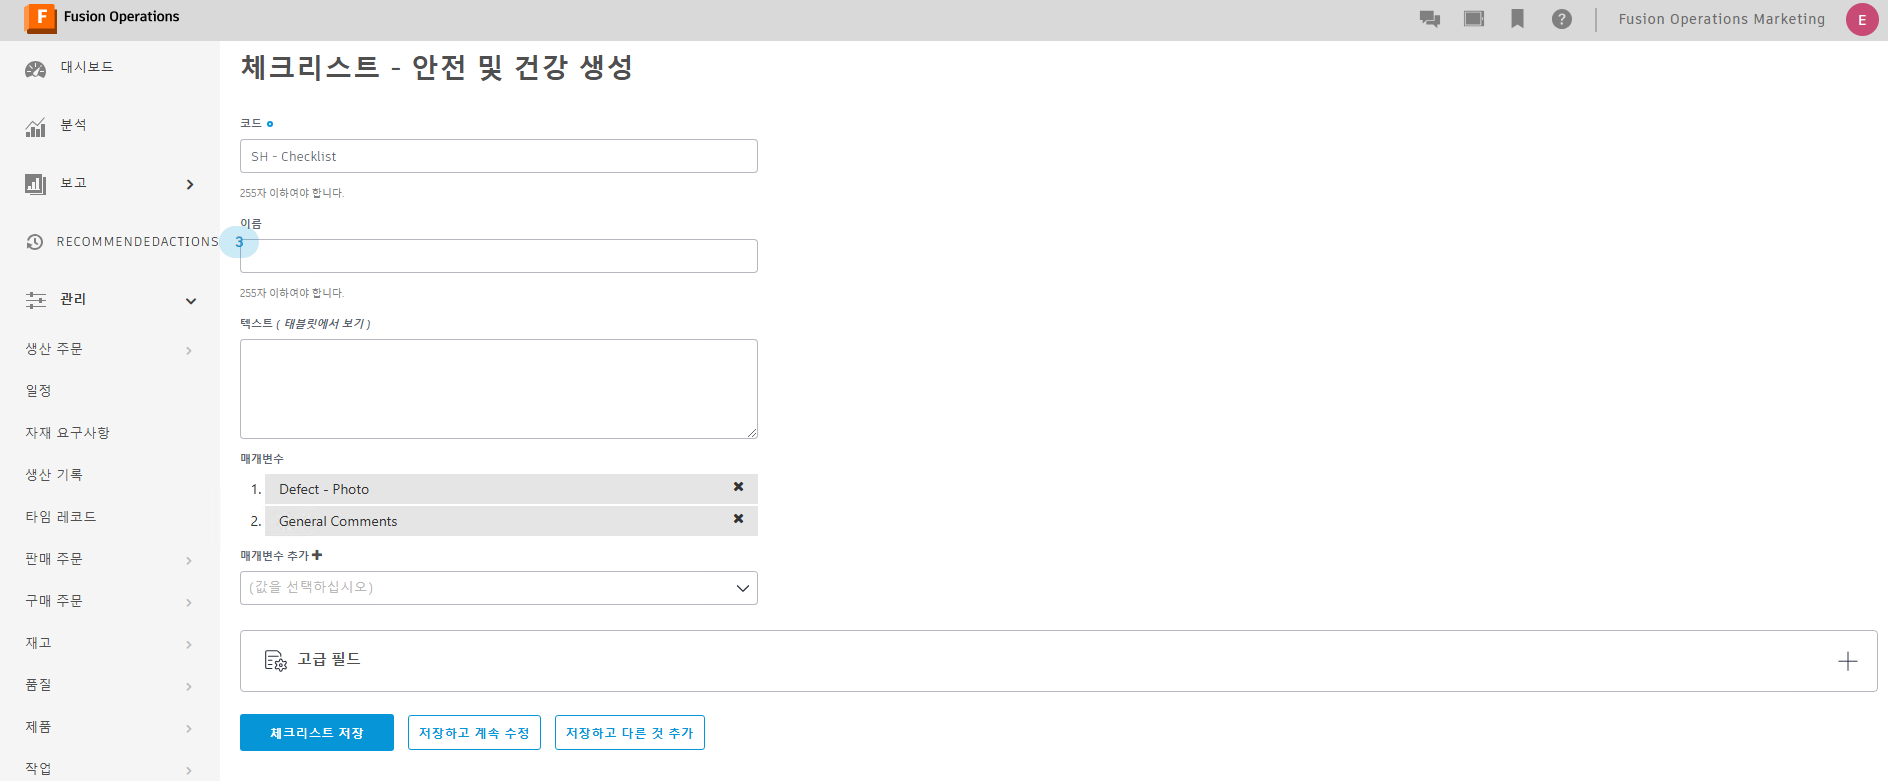 F Fusion Operations
Fusion Operations Marketing
E
대시보드
분석
보고
RECOMMENDEDACTIONS 3
관리
생산 주문
일정
자재 요구사항
생산 기록
타임 레코드
판매 주문
구매 주문
재고
품질
제품
작업
체크리스트 - 안전 및 건강 생성
코드
SH - Checklist
255자 이하여야 합니다.
이름
255자 이하여야 합니다.
텍스트 ( 태블릿에서 보기 )
매개변수
1. Defect - Photo
2. General Comments
매개변수 추가
(값을 선택하십시오)
고급 필드
체크리스트 저장
저장하고 계속 수정
저장하고 다른 것 추가